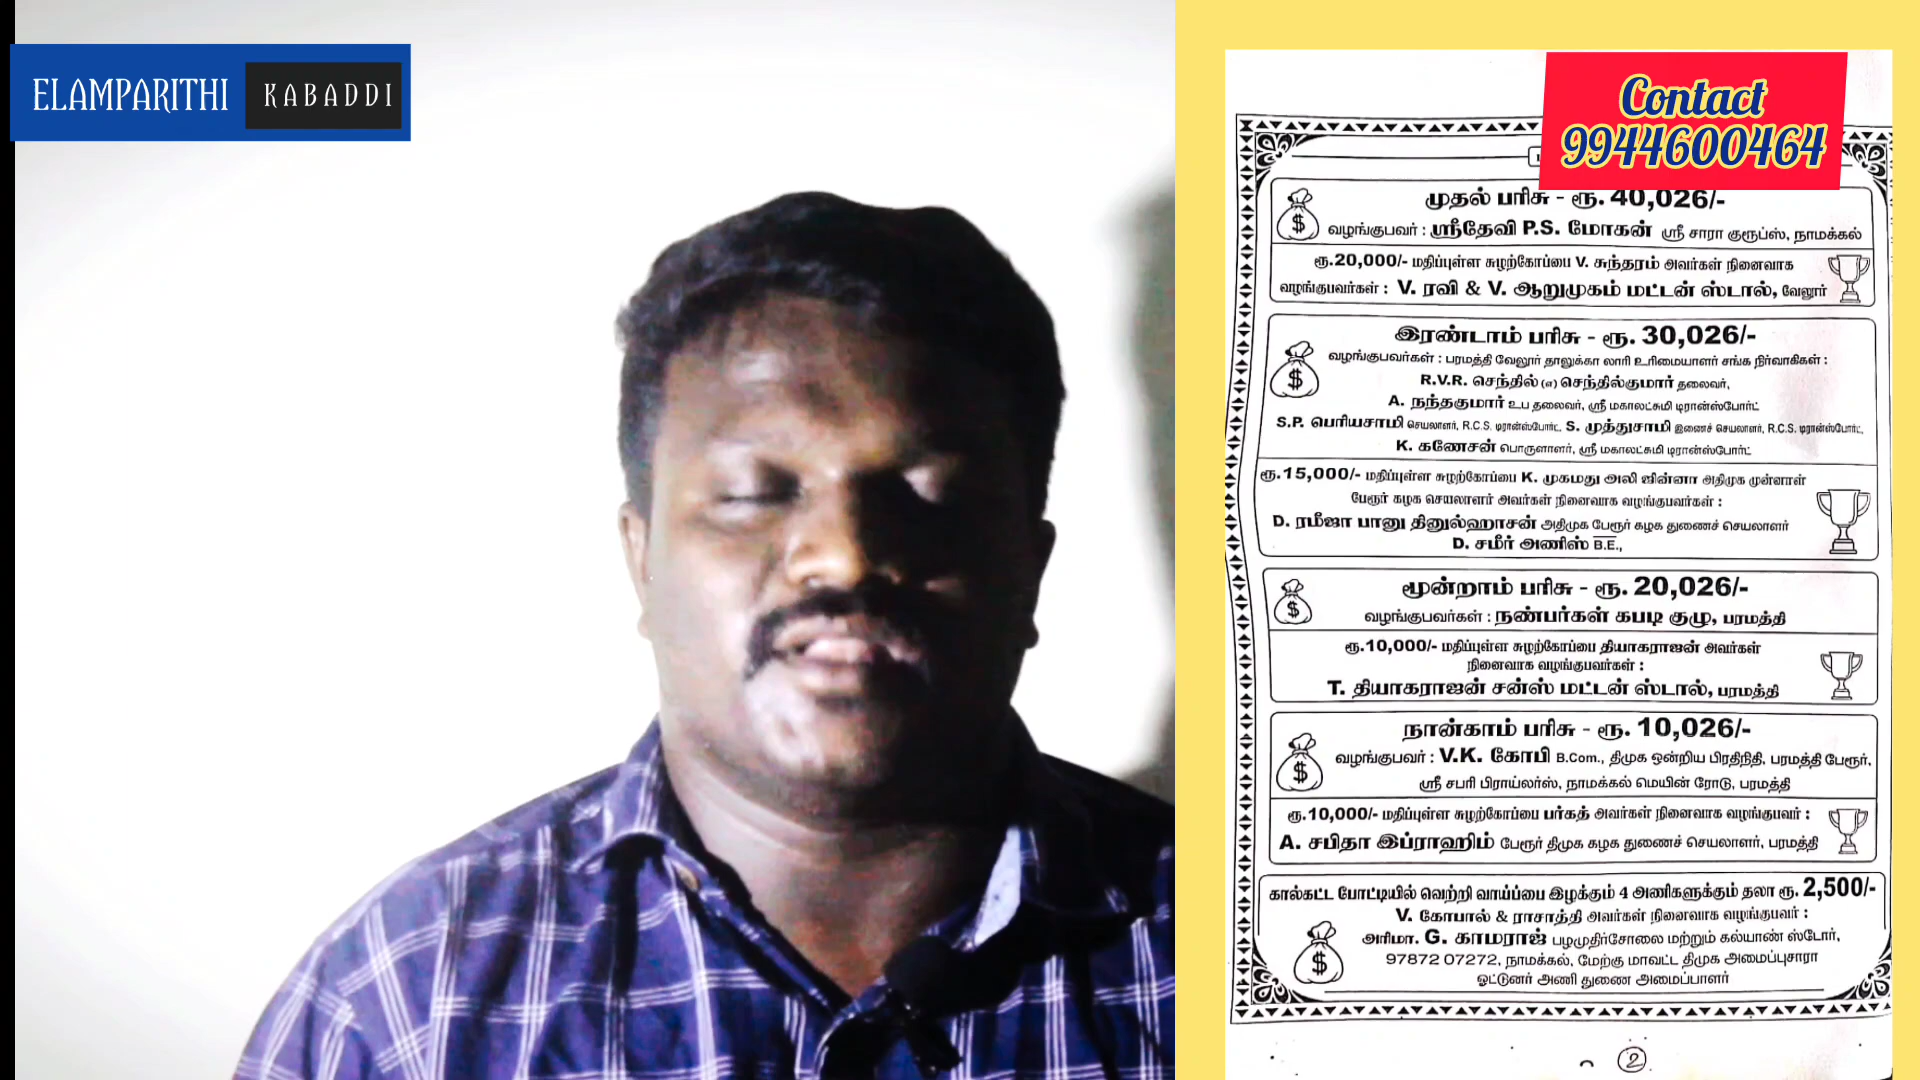 ELAMPARITHI KABADDI
Contact
9944600464
முதல் பரிசு - ரூ. 40,026/-
வழங்குபவர் : ஸ்ரீதேவி P.S. மோகன் ஸ்ரீ சாரா குரூப்ஸ், நாமக்கல்
ரூ.20,000/- மதிப்புள்ள சுழற்கோப்பை V. சுந்தரம் அவர்கள் நினைவாக
வழங்குபவர்கள் : V. ரவி & V. ஆறுமுகம் மட்டன் ஸ்டால், வேலூர்
இரண்டாம் பரிசு - ரூ. 30,026/-
வழங்குபவர்கள் : பரமத்தி வேலூர் தாலுக்கா லாரி உரிமையாளர் சங்க நிர்வாகிகள் :
R.V.R. செந்தில் (எ) செந்தில்குமார் தலைவர்,
A. நந்தகுமார் உப தலைவர், ஸ்ரீ மகாலட்சுமி டிரான்ஸ்போர்ட்
S.P. பெரியசாமி செயலாளர், R.C.S. டிரான்ஸ்போர்ட், S. முத்துசாமி இணைச் செயலாளர், R.C.S. டிரான்ஸ்போர்ட்,
K. கணேசன் பொருளாளர், ஸ்ரீ மகாலட்சுமி டிரான்ஸ்போர்ட்
ரூ.15,000/- மதிப்புள்ள சுழற்கோப்பை K. முகமது அலி ஜின்னா அதிமுக முன்னாள்
பேரூர் கழக செயலாளர் அவர்கள் நினைவாக வழங்குபவர்கள் :
D. ரமீஜா பானு தினுல்ஹாசன் அதிமுக பேரூர் கழக துணைச் செயலாளர்
D. சமீர் அணிஸ் B.E.,
மூன்றாம் பரிசு - ரூ. 20,026/-
வழங்குபவர்கள் : நண்பர்கள் கபடி குழு, பரமத்தி
ரூ.10,000/- மதிப்புள்ள சுழற்கோப்பை தியாகராஜன் அவர்கள்
நினைவாக வழங்குபவர்கள் :
T. தியாகராஜன் சன்ஸ் மட்டன் ஸ்டால், பரமத்தி
நான்காம் பரிசு - ரூ. 10,026/-
வழங்குபவர் : V.K. கோபி B.Com., திமுக ஒன்றிய பிரதிநிதி, பரமத்தி பேரூர்,
ஸ்ரீ சபரி பிராய்லர்ஸ், நாமக்கல் மெயின் ரோடு, பரமத்தி
ரூ.10,000/- மதிப்புள்ள சுழற்கோப்பை பர்கத் அவர்கள் நினைவாக வழங்குபவர் :
A. சபிதா இப்ராஹிம் பேரூர் திமுக கழக துணைச் செயலாளர், பரமத்தி
கால்கட்ட போட்டியில் வெற்றி வாய்ப்பை இழக்கும் 4 அணிகளுக்கும் தலா ரூ. 2,500/-
V. கோபால் & ராசாத்தி அவர்கள் நினைவாக வழங்குபவர் :
அரிமா. G. காமராஜ் பழமுதிர்சோலை மற்றும் கல்யாண் ஸ்டோர்,
97872 07272, நாமக்கல், மேற்கு மாவட்ட திமுக அமைப்புசாரா
ஓட்டுனர் அணி துணை அமைப்பாளர்
2